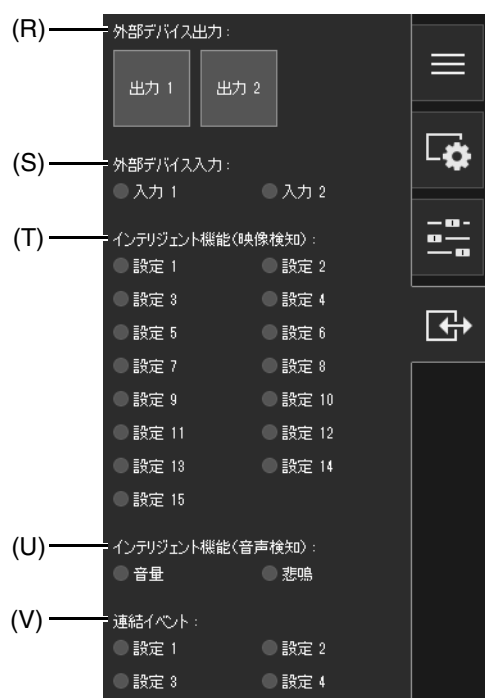 (R) 外部デバイス出力:
出力 1 出力 2
(S) 外部デバイス入力:
入力 1 入力 2
(T) インテリジェント機能(映像検知):
設定 1 設定 2
設定 3 設定 4
設定 5 設定 6
設定 7 設定 8
設定 9 設定 10
設定 11 設定 12
設定 13 設定 14
設定 15
(U) インテリジェント機能(音声検知):
音量 悲鳴
(V) 連結イベント:
設定 1 設定 2
設定 3 設定 4